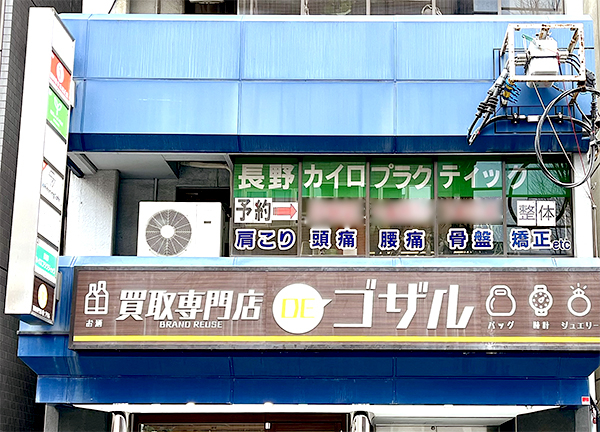 長野 カイロプラクティック
予約
整体
肩こり 頭痛 腰痛 骨盤 矯正etc
お酒
買取専門店
BRAND REUSE
DE
ゴザル
バッグ
時計
ジュエリー